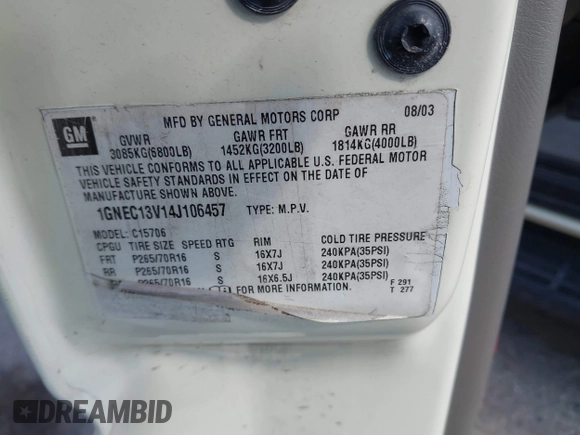 GM
MFD BY GENERAL MOTORS CORP 08/03
GVWR GAWR FRT GAWR RR
3085KG(6800LB) 1452KG(3200LB) 1814KG(4000LB)
THIS VEHICLE CONFORMS TO ALL APPLICABLE U.S. FEDERAL MOTOR
VEHICLE SAFETY STANDARDS IN EFFECT ON THE DATE OF
MANUFACTURE SHOWN ABOVE.
1GNEC13V14J106457 TYPE: M.P.V.
MODEL: C15706
CPGU TIRE SIZE SPEED RTG RIM COLD TIRE PRESSURE
FRT P265/70R16 S 16X7J 240KPA(35PSI)
RR P265/70R16 S 16X7J 240KPA(35PSI)
P265/70R16 S 16X6.5J 240KPA(35PSI)
FOR MORE INFORMATION. F 291
T 277
DREAMBID